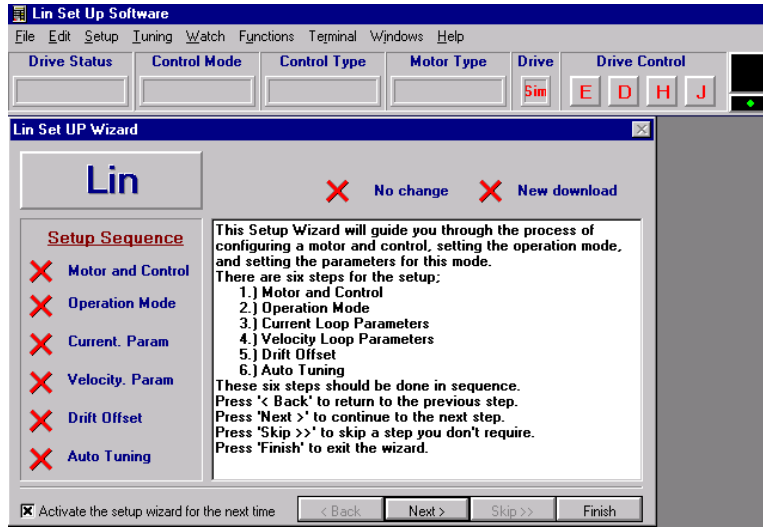 Lin Set Up Software
File Edit Setup Tuning Watch Functions Terminal Windows Help
Drive Status Control Mode Control Type Motor Type Drive Drive Control
Sim E D H J
Lin Set UP Wizard
Lin
No change New download
Setup Sequence
Motor and Control
Operation Mode
Current. Param
Velocity. Param
Drift Offset
Auto Tuning
This Setup Wizard will guide you through the process of
configuring a motor and control, setting the operation mode,
and setting the parameters for this mode.
There are six steps for the setup;
1.) Motor and Control
2.) Operation Mode
3.) Current Loop Parameters
4.) Velocity Loop Parameters
5.) Drift Offset
6.) Auto Tuning
These six steps should be done in sequence.
Press '< Back' to return to the previous step.
Press 'Next >' to continue to the next step.
Press 'Skip >>' to skip a step you don't require.
Press 'Finish' to exit the wizard.
Activate the setup wizard for the next time < Back Next > Skip >> Finish